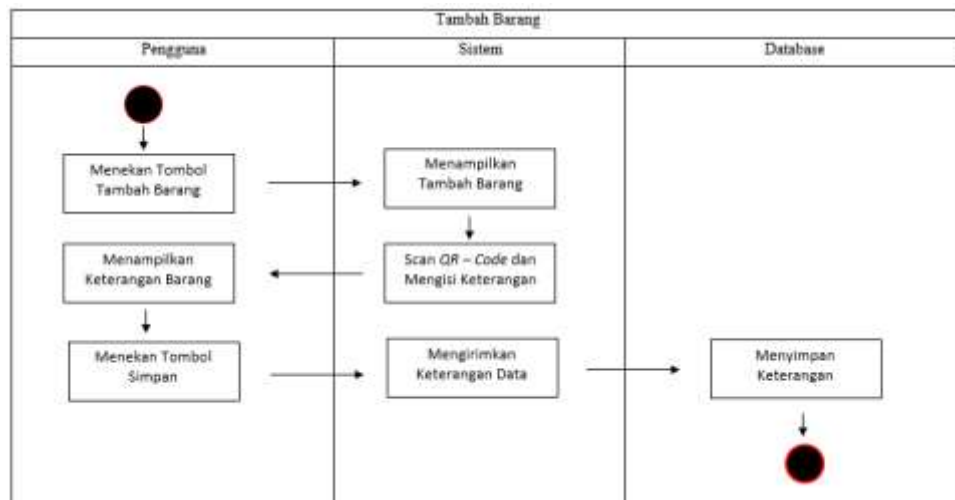 Tambah Barang
Pengguna
Sistem
Database
Menekan Tombol
Tambah Barang
Menampilkan
Tambah Barang
Menampilkan
Keterangan Barang
Scan QR – Code dan
Mengisi Keterangan
Menekan Tombol
Simpan
Mengirimkan
Keterangan Data
Menyimpan
Keterangan